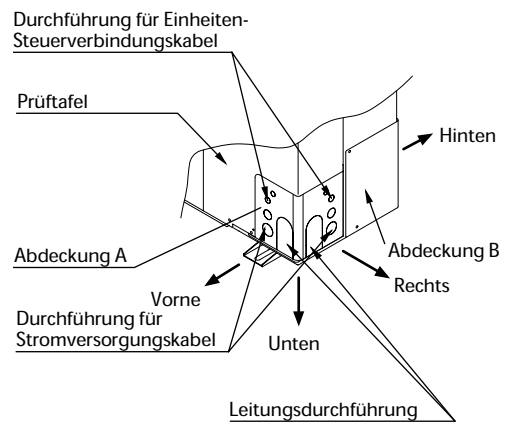 Durchführung für Einheiten-
Steuerverbindungskabel
Prüftafel
Hinten
Abdeckung A
Abdeckung B
Rechts
Vorne
Durchführung für
Stromversorgungskabel
Unten
Leitungsdurchführung